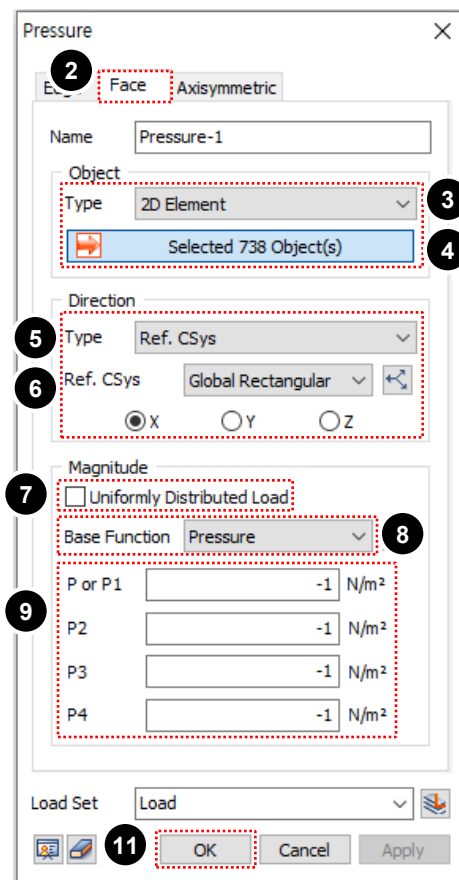 Pressure
2
Face Axisymmetric
Name Pressure-1
Object
Type 2D Element 3
Selected 738 Object(s) 4
Direction
5 Type Ref. CSys
6 Ref. CSys Global Rectangular
X Y Z
Magnitude
7 Uniformly Distributed Load
Base Function Pressure 8
9 P or P1 -1 N/m²
P2 -1 N/m²
P3 -1 N/m²
P4 -1 N/m²
Load Set Load
11 OK Cancel Apply